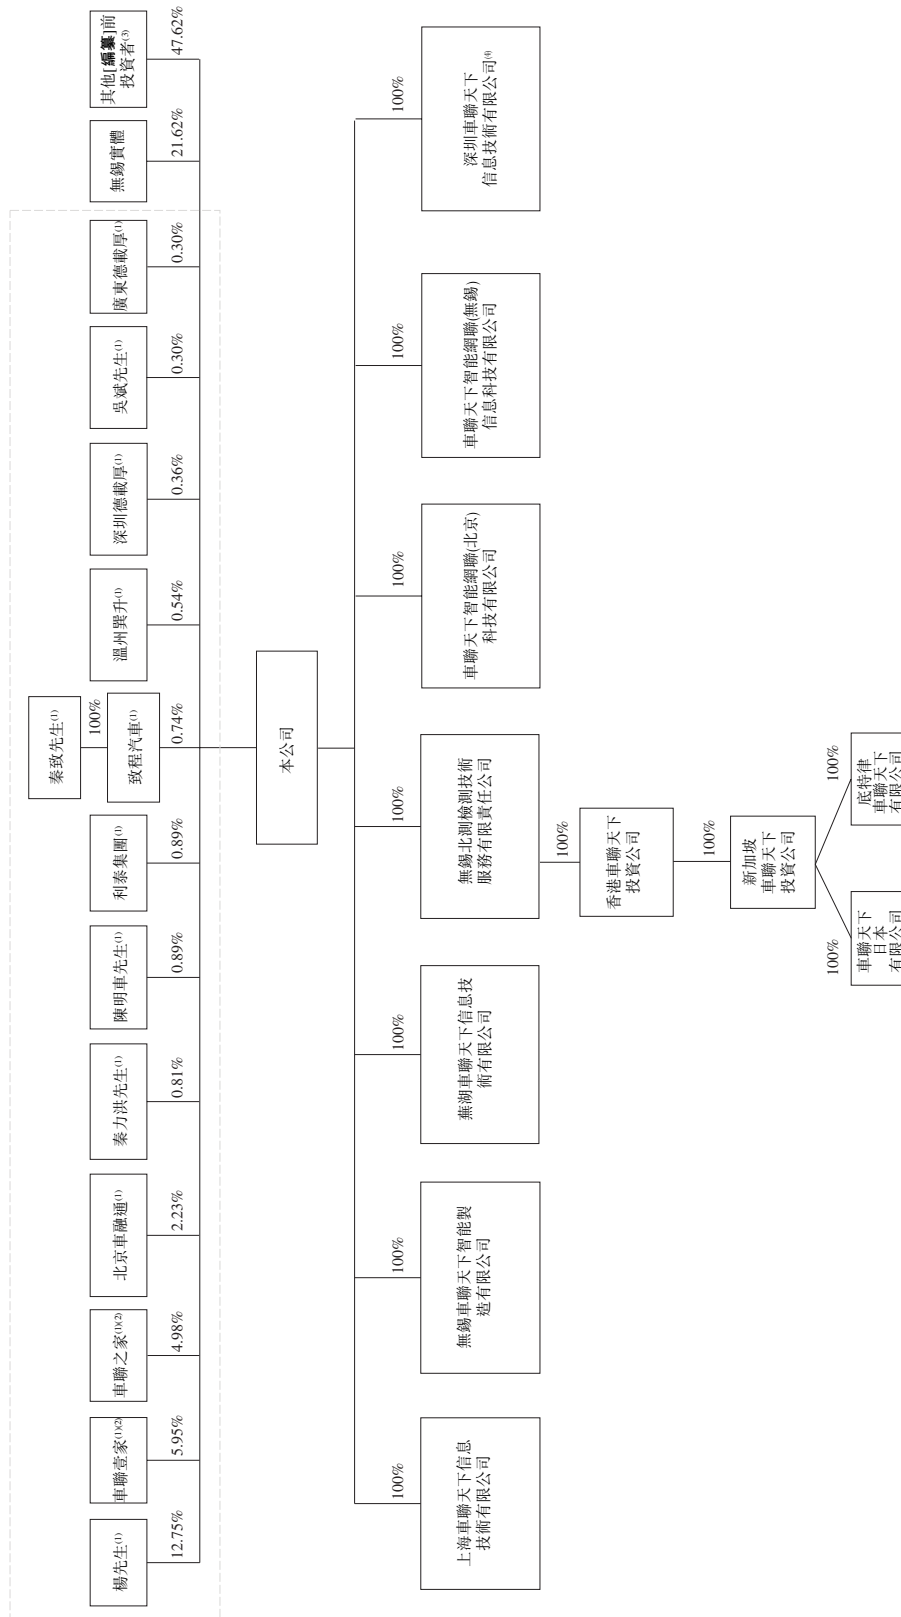 楊先生(1)
12.75%
車聯壹家(1)(2)
5.95%
車聯之家(1)(2)
4.98%
北京車融通(1)
2.23%
秦力洪先生(1)
0.81%
陳明車先生(1)
0.89%
利泰集團(1)
0.89%
秦致先生(1)
100%
致程汽車(1)
0.74%
溫州巽升(1)
0.54%
深圳德載厚(1)
0.36%
吳斌先生(1)
0.30%
廣東德載厚(1)
0.30%
無錫實體
21.62%
其他[編纂]前
投資者(3)
47.62%
本公司
100%
上海車聯天下信息
技術有限公司
100%
無錫車聯天下智能製
造有限公司
100%
蕪湖車聯天下信息技
術有限公司
100%
無錫北測檢測技術
服務有限責任公司
100%
車聯天下智能網聯(北京)
科技有限公司
100%
車聯天下智能網聯(無錫)
信息科技有限公司
100%
深圳車聯天下
信息技術有限公司(4)
100%
香港車聯天下
投資公司
100%
新加坡
車聯天下
投資公司
100%
車聯天下
日本
有限公司
100%
底特律
車聯天下
有限公司